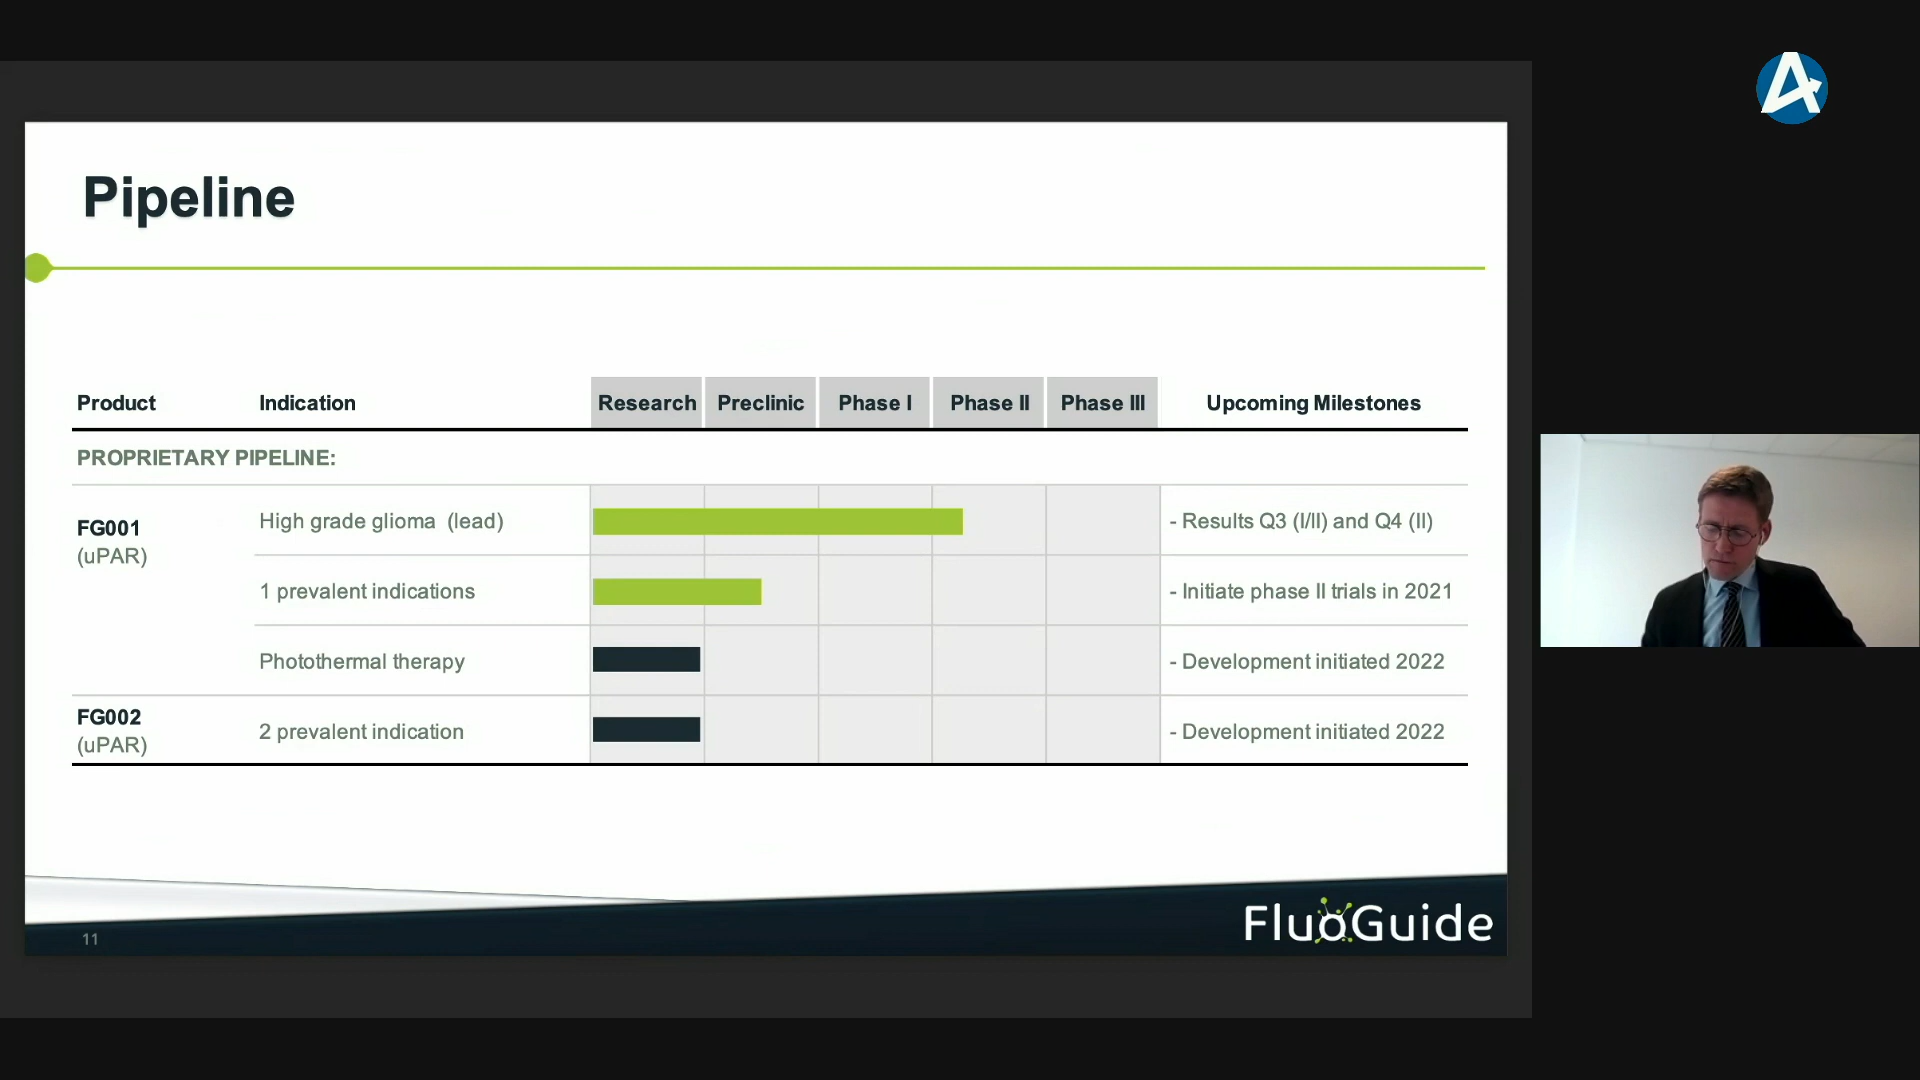 Pipeline
Product Indication Research Preclinic Phase I Phase II Phase III Upcoming Milestones
PROPRIETARY PIPELINE:
FG001
(uPAR)
High grade glioma (lead) - Results Q3 (I/II) and Q4 (II)
1 prevalent indications - Initiate phase II trials in 2021
Photothermal therapy - Development initiated 2022
FG002
(uPAR)
2 prevalent indication - Development initiated 2022
11
FluoGuide